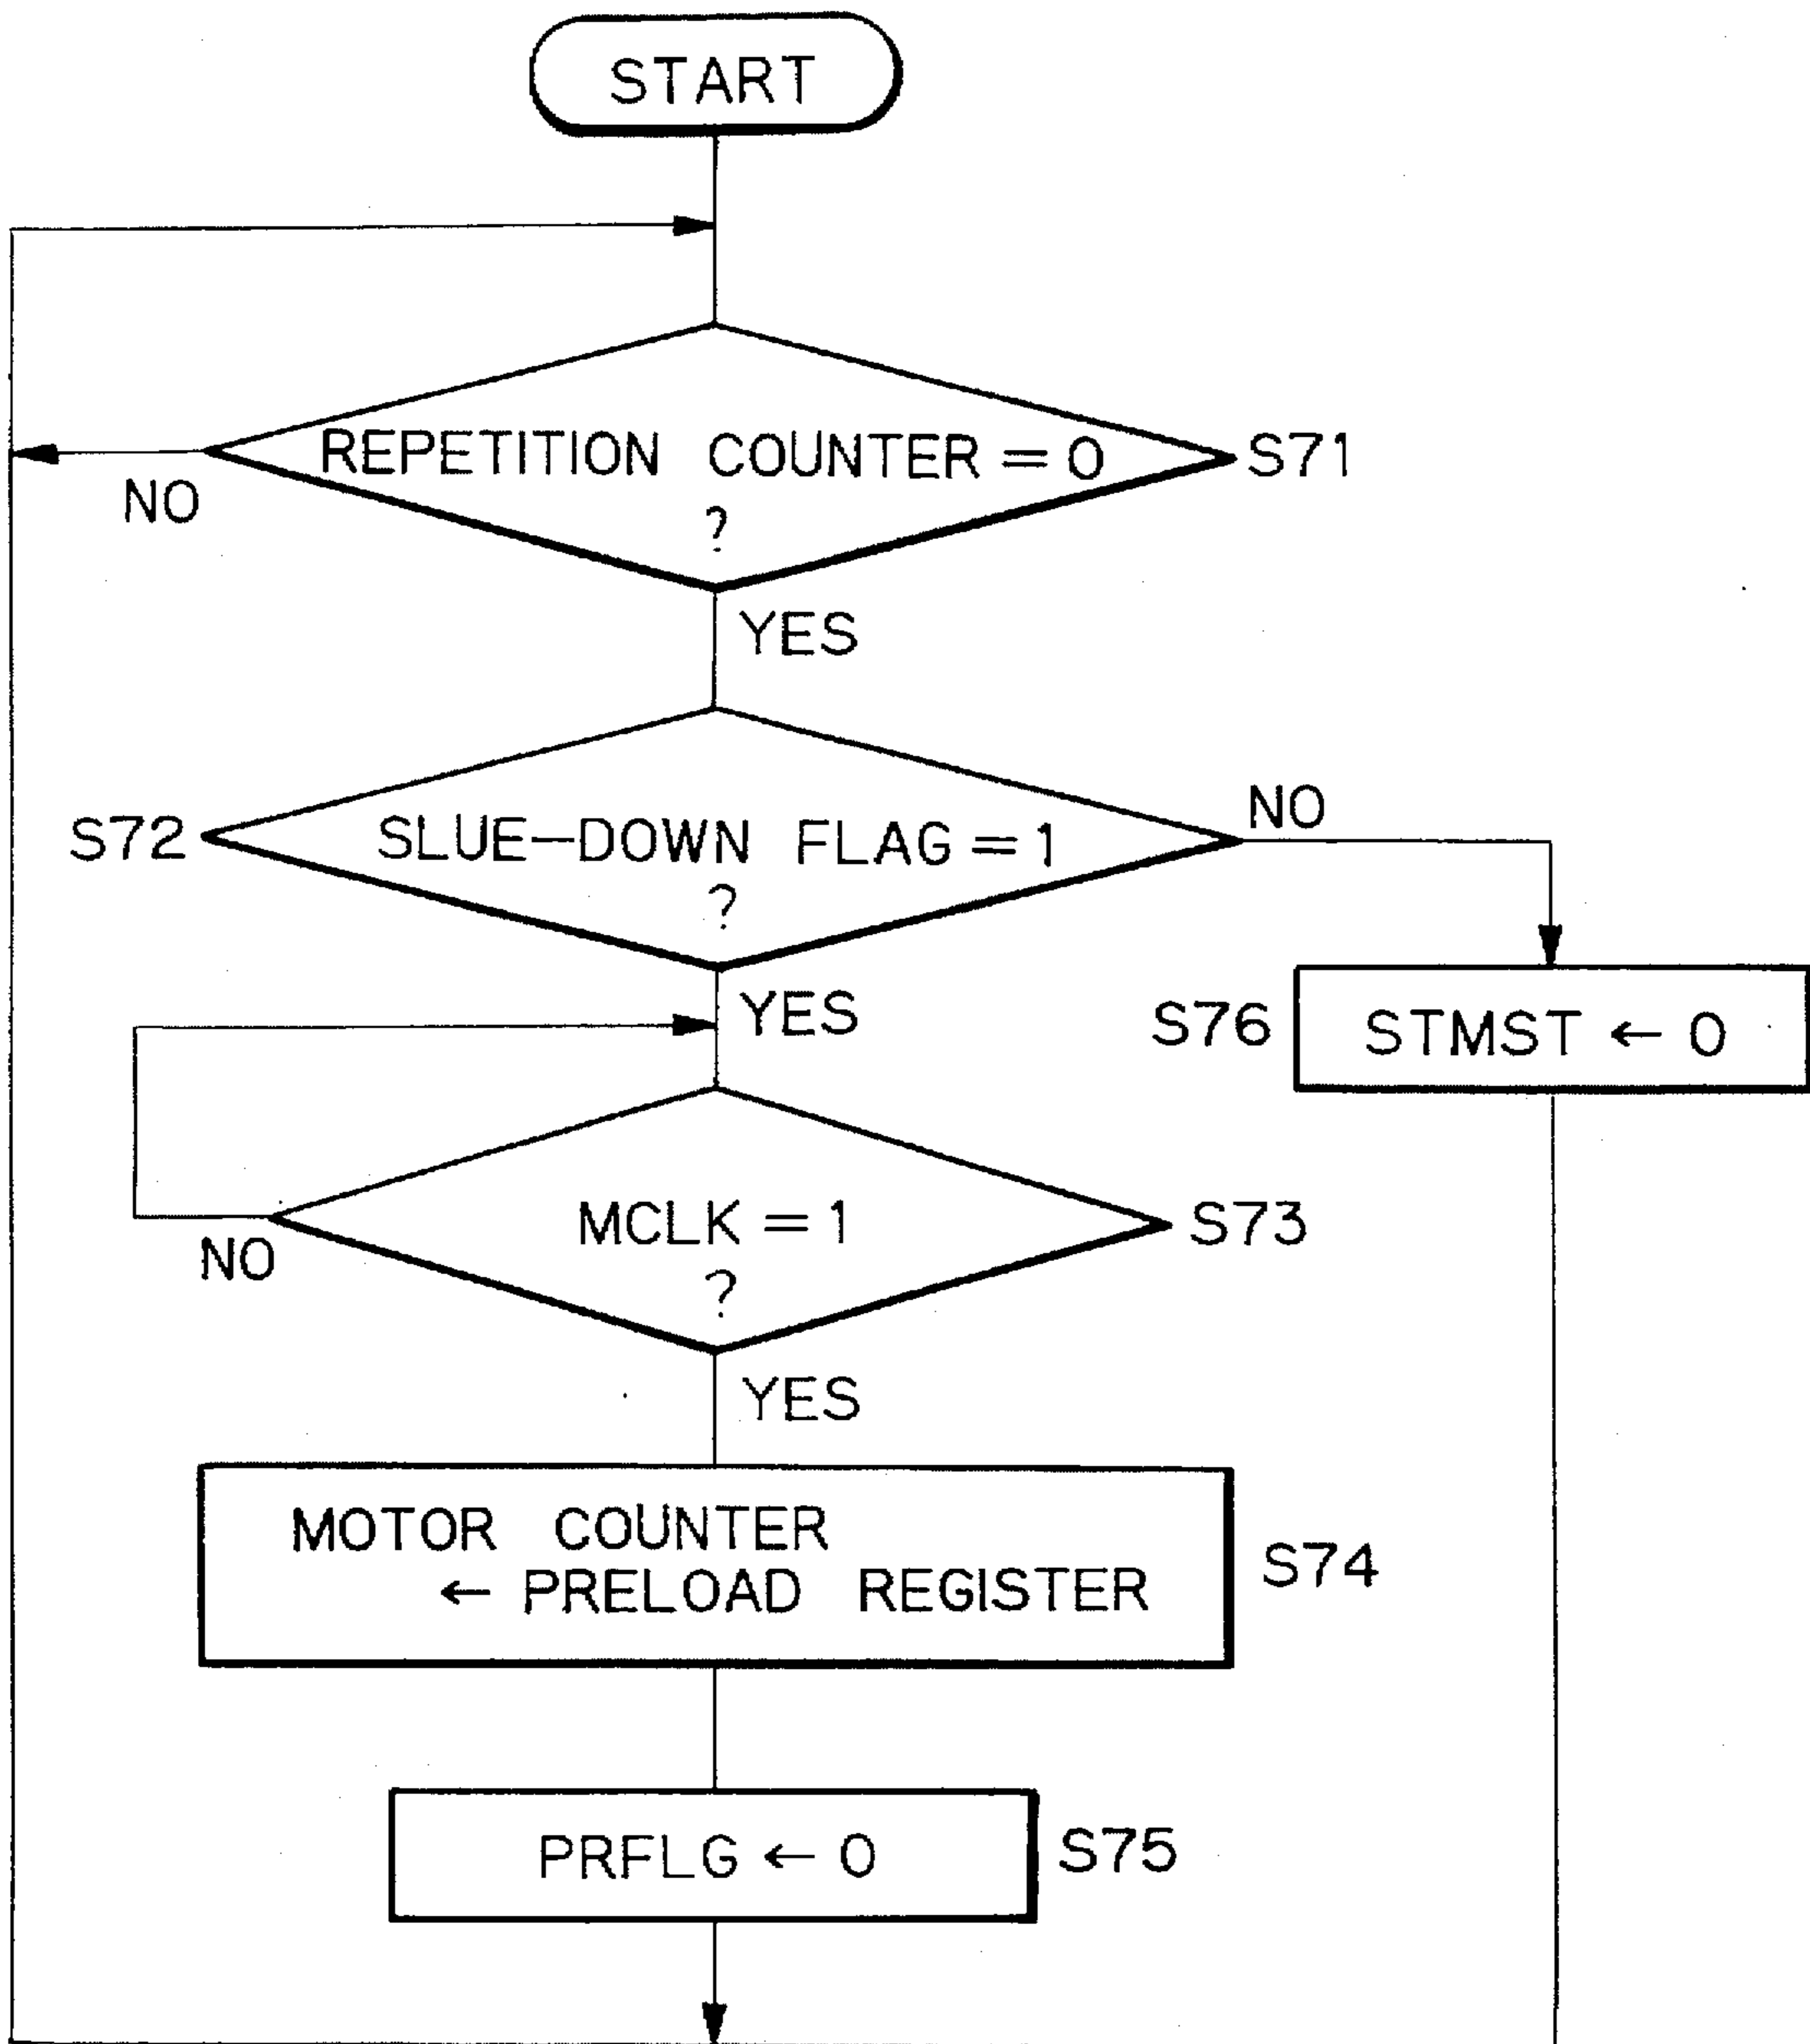 START
REPETITION COUNTER = 0
?
S71
NO
YES
S72
SLUE-DOWN FLAG = 1
?
NO
YES
S76
STMST ← 0
MCLK = 1
?
S73
NO
YES
MOTOR COUNTER
← PRELOAD REGISTER
S74
PRFLG ← 0
S75